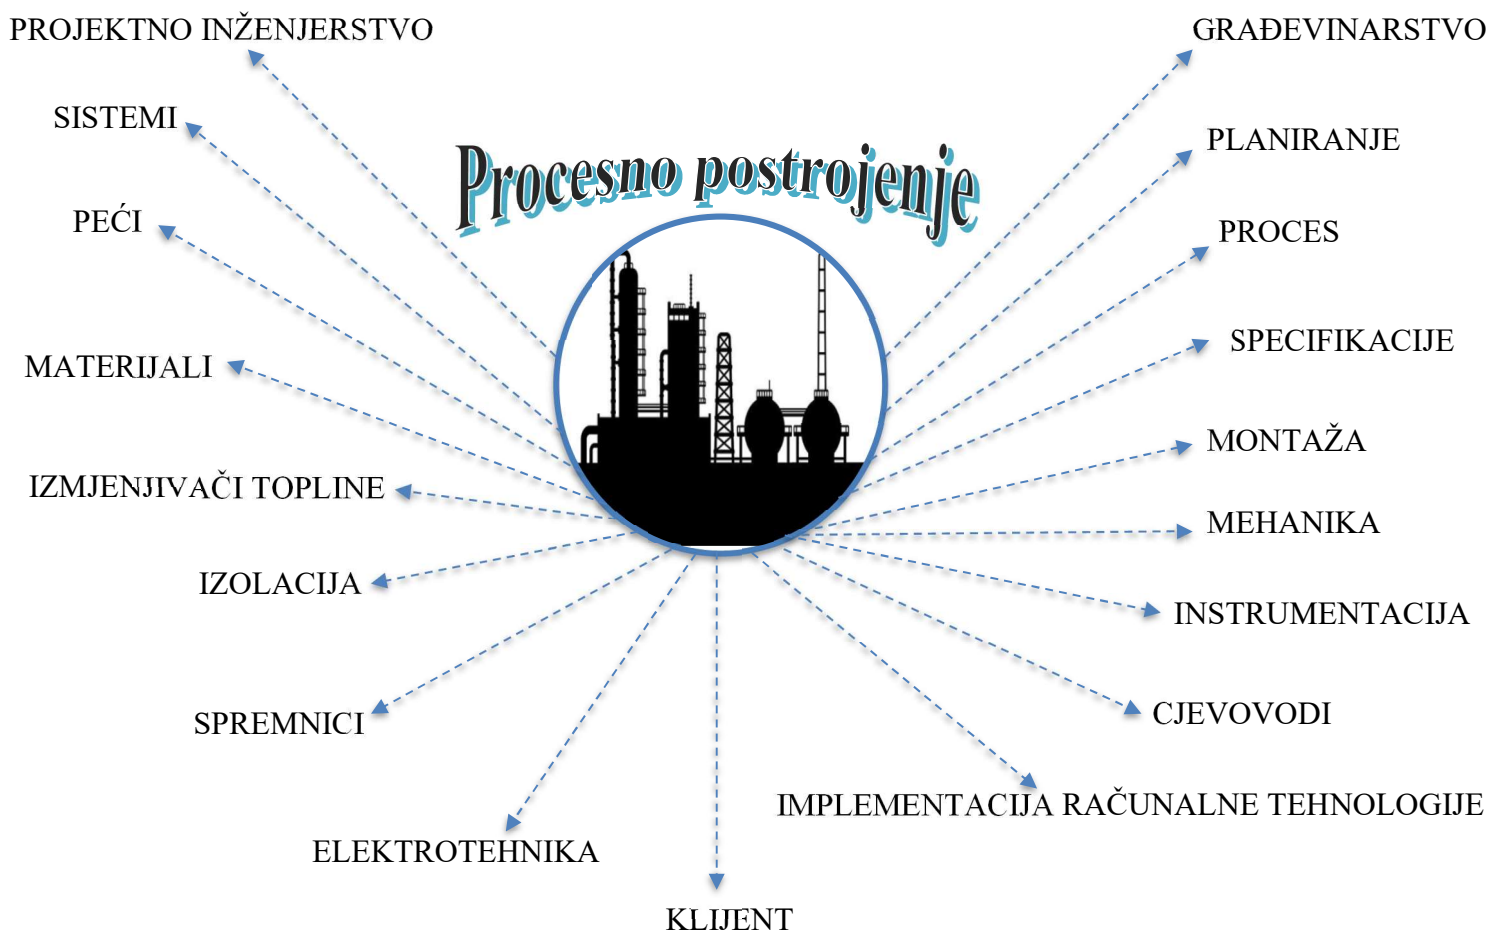 PROJEKTNO INŽENJERSTVO
GRAĐEVINARSTVO
SISTEMI
PLANIRANJE
Procesno postrojenje
PEĆI
PROCES
SPECIFIKACIJE
MATERIJALI
MONTAŽA
IZMJENJIVAČI TOPLINE
MEHANIKA
IZOLACIJA
INSTRUMENTACIJA
SPREMNICI
CJEVOVODI
IMPLEMENTACIJA RAČUNALNE TEHNOLOGIJE
ELEKTROTEHNIKA
KLIJENT